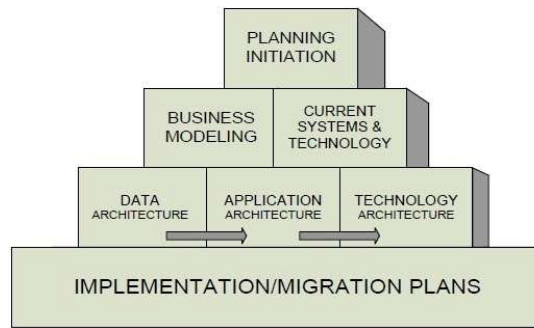 PLANNING
INITIATION
BUSINESS
MODELING
CURRENT
SYSTEMS &
TECHNOLOGY
DATA
ARCHITECTURE
APPLICATION
ARCHITECTURE
TECHNOLOGY
ARCHITECTURE
IMPLEMENTATION/MIGRATION PLANS